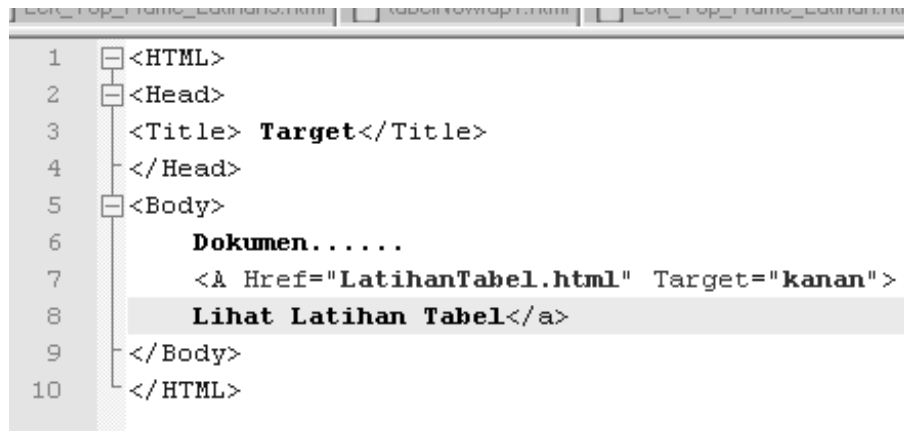 1 <HTML>
2 <Head>
3 <Title> Target</Title>
4 </Head>
5 <Body>
6 Dokumen......
7 <A Href="LatihanTabel.html" Target="kanan">
8 Lihat Latihan Tabel</a>
9 </Body>
10 </HTML>